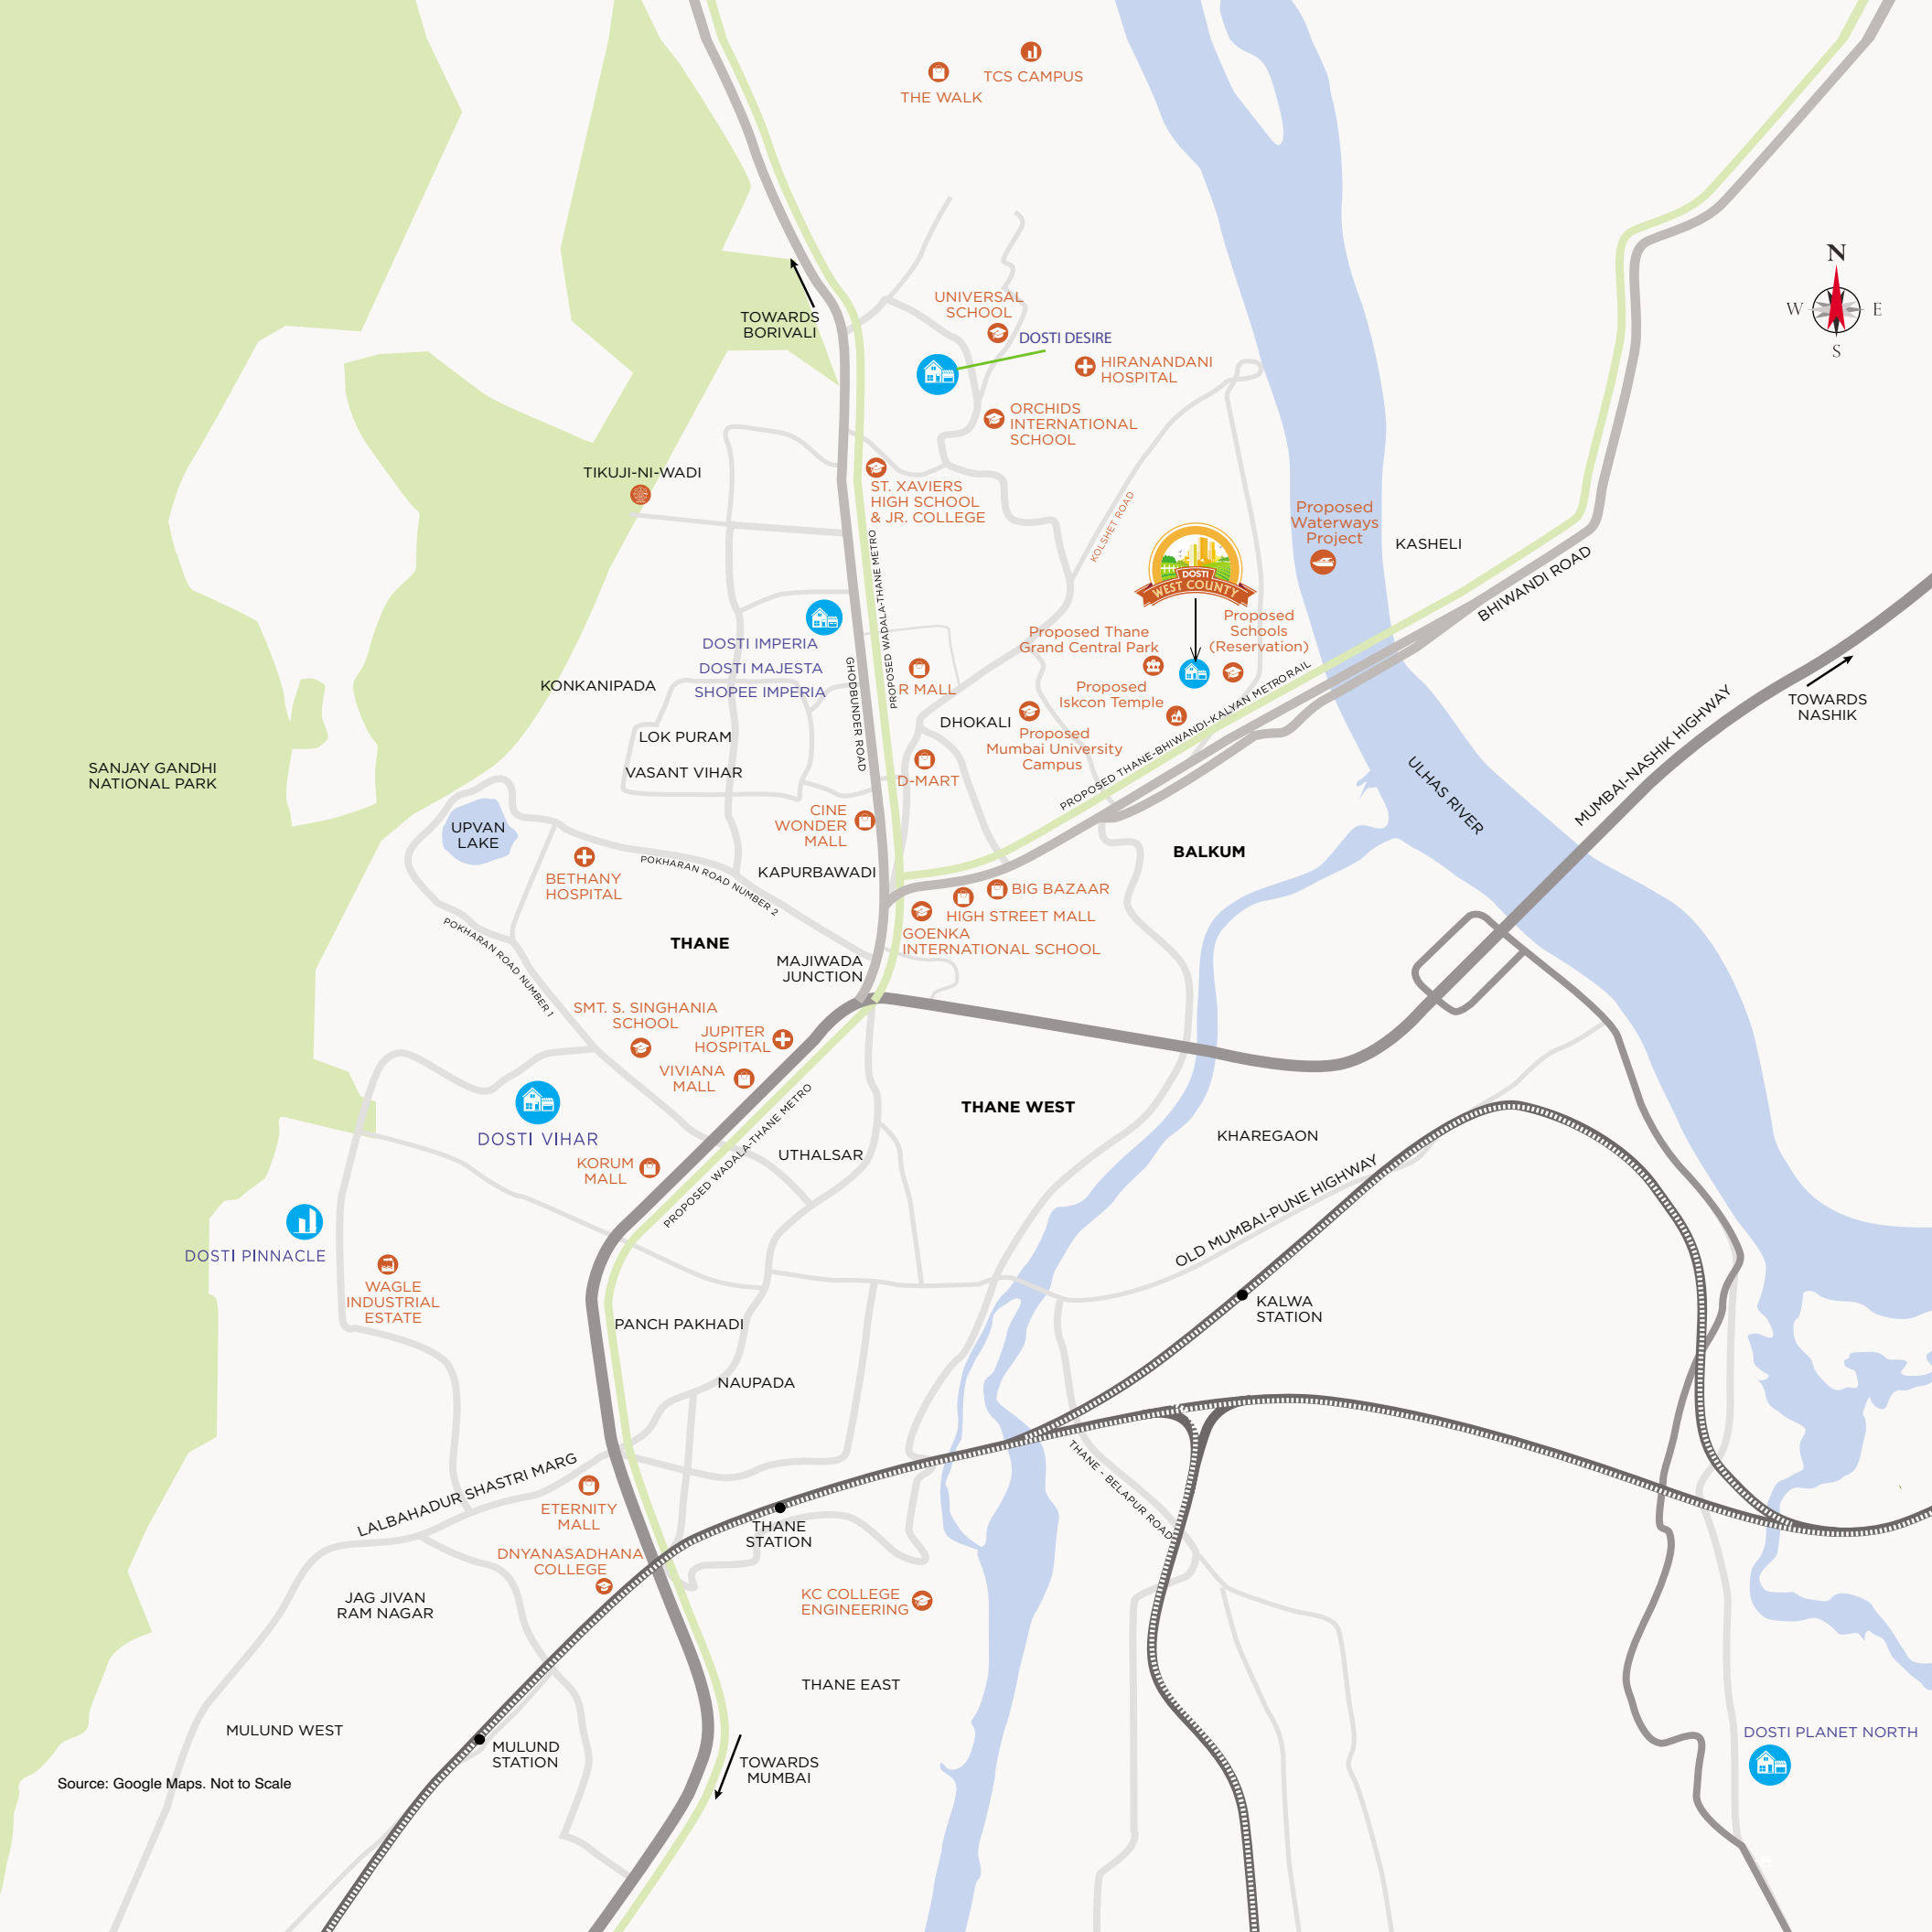 TCS CAMPUS
THE WALK
N
W
E
S
UNIVERSAL
SCHOOL
TOWARDS
BORIVALI
DOSTI DESIRE
HIRANANDANI
HOSPITAL
ORCHIDS
INTERNATIONAL
SCHOOL
TIKUJI-NI-WADI
ST. XAVIERS
HIGH SCHOOL
& JR. COLLEGE
KOLSHET ROAD
Proposed
Waterways
Project
KASHELI
BHIWANDI ROAD
DOSTI
WEST COUNTY
PROPOSED WADALA-THANE METRO
GHODBUNDER ROAD
DOSTI IMPERIA
DOSTI MAJESTA
SHOPEE IMPERIA
Proposed Thane
Grand Central Park
Proposed
Schools
(Reservation)
Proposed
Iskcon Temple
PROPOSED THANE-BHIWANDI-KALYAN METRORAIL
KONKANIPADA
R MALL
DHOKALI
Proposed
Mumbai University
Campus
TOWARDS
NASHIK
MUMBAI-NASHIK HIGHWAY
LOK PURAM
VASANT VIHAR
D-MART
SANJAY GANDHI
NATIONAL PARK
ULHAS RIVER
UPVAN
LAKE
CINE
WONDER
MALL
BALKUM
POKHARAN ROAD NUMBER 2
KAPURBAWADI
BETHANY
HOSPITAL
BIG BAZAAR
HIGH STREET MALL
GOENKA
INTERNATIONAL SCHOOL
POKHARAN ROAD NUMBER 1
THANE
MAJIWADA
JUNCTION
SMT. S. SINGHANIA
SCHOOL
JUPITER
HOSPITAL
VIVIANA
MALL
PROPOSED WADALA-THANE METRO
THANE WEST
DOSTI VIHAR
KHAREGAON
UTHALSAR
KORUM
MALL
OLD MUMBAI-PUNE HIGHWAY
DOSTI PINNACLE
WAGLE
INDUSTRIAL
ESTATE
KALWA
STATION
PANCH PAKHADI
NAUPADA
LALBAHADUR SHASTRI MARG
THANE - BELAPUR ROAD
ETERNITY
MALL
THANE
STATION
DNYANASADHANA
COLLEGE
JAG JIVAN
RAM NAGAR
KC COLLEGE
ENGINEERING
THANE EAST
MULUND WEST
MULUND
STATION
DOSTI PLANET NORTH
TOWARDS
MUMBAI
Source: Google Maps. Not to Scale